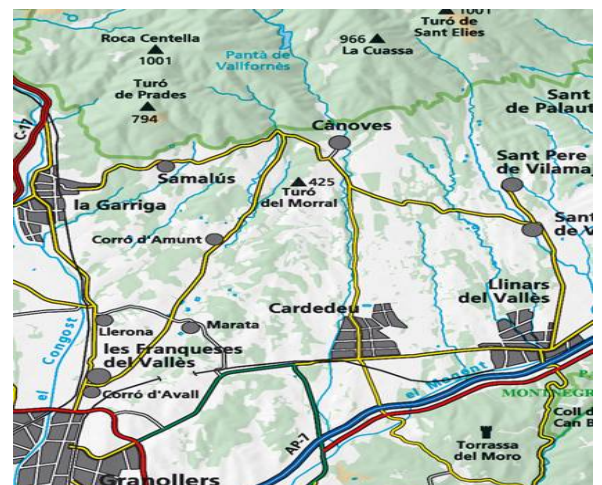 1001
Turó de
Sant Elies
Roca Centella
1001
966
La Cuassa
Pantà de
Vallfornès
Turó
de Prades
794
Sant
de Palaut
C-17
Cànoves
Sant Pere
de Vilamaj
Samalús
425
Turó
del Morral
la Garriga
Sant
de V
Corró d'Amunt
Llinars
del Vallès
Cardedeu
el Congost
Llerona
Marata
les Franqueses
del Vallès
Corró d'Avall
el Mogent
P
MONTNEGR
Coll d
Can B
AP-7
Torrassa
del Moro
Granollers